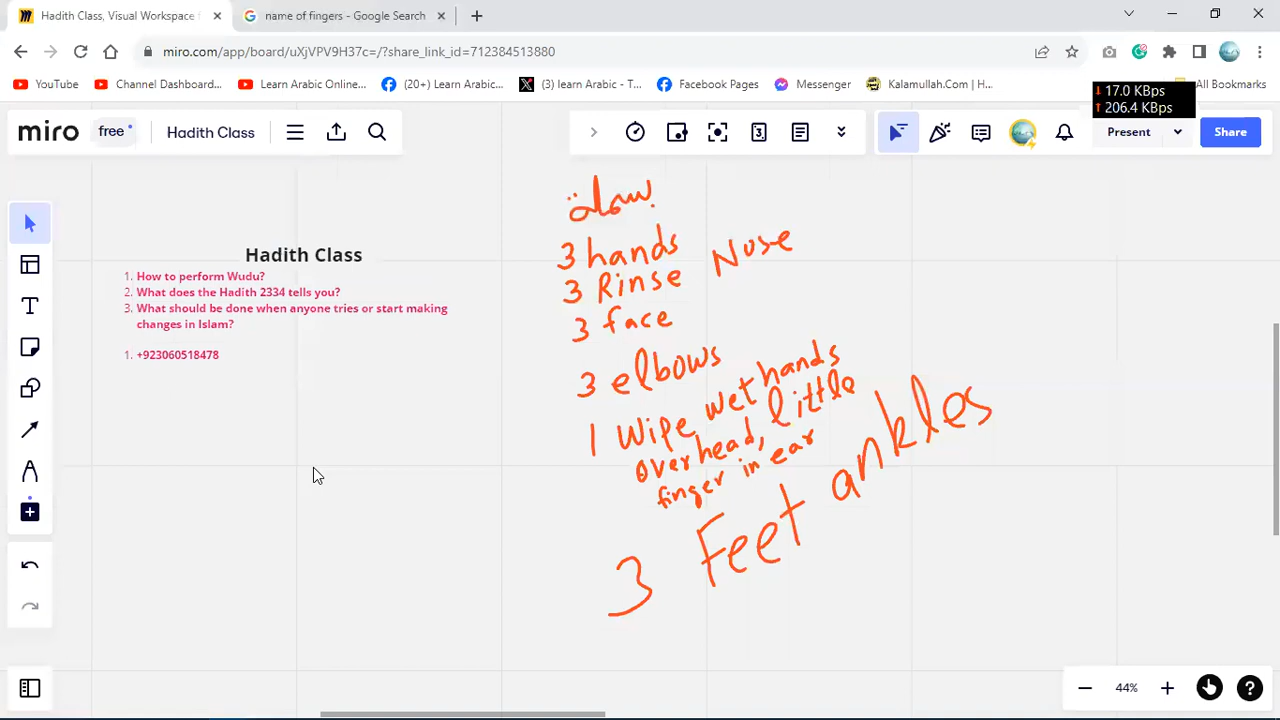 Hadith Class, Visual Workspace f
name of fingers - Google Search
miro.com/app/board/uXjVPV9H37c=/?share_link_id=712384513880
YouTube
Channel Dashboard...
Learn Arabic Online...
(20+) Learn Arabic...
(3) learn Arabic - T...
Facebook Pages
Messenger
Kalamullah.Com | H...
All Bookmarks
17.0 KBps
206.4 KBps
miro
free
Hadith Class
Present
Share
Hadith Class
1. How to perform Wudu?
2. What does the Hadith 2334 tells you?
3. What should be done when anyone tries or start making
changes in Islam?
1. +923060518478
3 hands
3 Rinse Nose
3 face
3 elbows
1 Wipe wet hands
over head, little
finger in ear
3 Feet ankles
44%